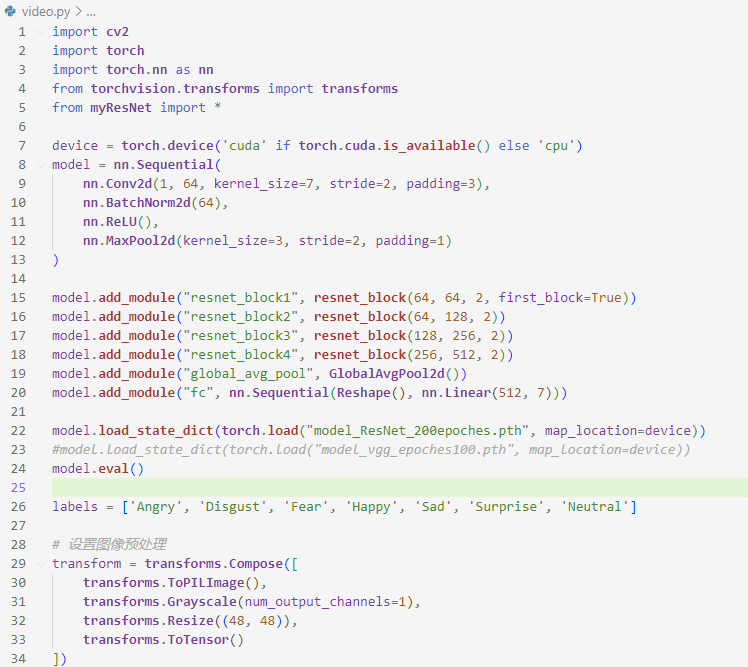 video.py > ...
1 import cv2
2 import torch
3 import torch.nn as nn
4 from torchvision.transforms import transforms
5 from myResNet import *
6
7 device = torch.device('cuda' if torch.cuda.is_available() else 'cpu')
8 model = nn.Sequential(
9     nn.Conv2d(1, 64, kernel_size=7, stride=2, padding=3),
10     nn.BatchNorm2d(64),
11     nn.ReLU(),
12     nn.MaxPool2d(kernel_size=3, stride=2, padding=1)
13 )
14
15 model.add_module("resnet_block1", resnet_block(64, 64, 2, first_block=True))
16 model.add_module("resnet_block2", resnet_block(64, 128, 2))
17 model.add_module("resnet_block3", resnet_block(128, 256, 2))
18 model.add_module("resnet_block4", resnet_block(256, 512, 2))
19 model.add_module("global_avg_pool", GlobalAvgPool2d())
20 model.add_module("fc", nn.Sequential(Reshape(), nn.Linear(512, 7)))
21
22 model.load_state_dict(torch.load("model_ResNet_200epoches.pth", map_location=device))
23 #model.load_state_dict(torch.load("model_vgg_epoches100.pth", map_location=device))
24 model.eval()
25
26 labels = ['Angry', 'Disgust', 'Fear', 'Happy', 'Sad', 'Surprise', 'Neutral']
27
28 # 设置图像预处理
29 transform = transforms.Compose([
30     transforms.ToPILImage(),
31     transforms.Grayscale(num_output_channels=1),
32     transforms.Resize((48, 48)),
33     transforms.ToTensor()
34 ])